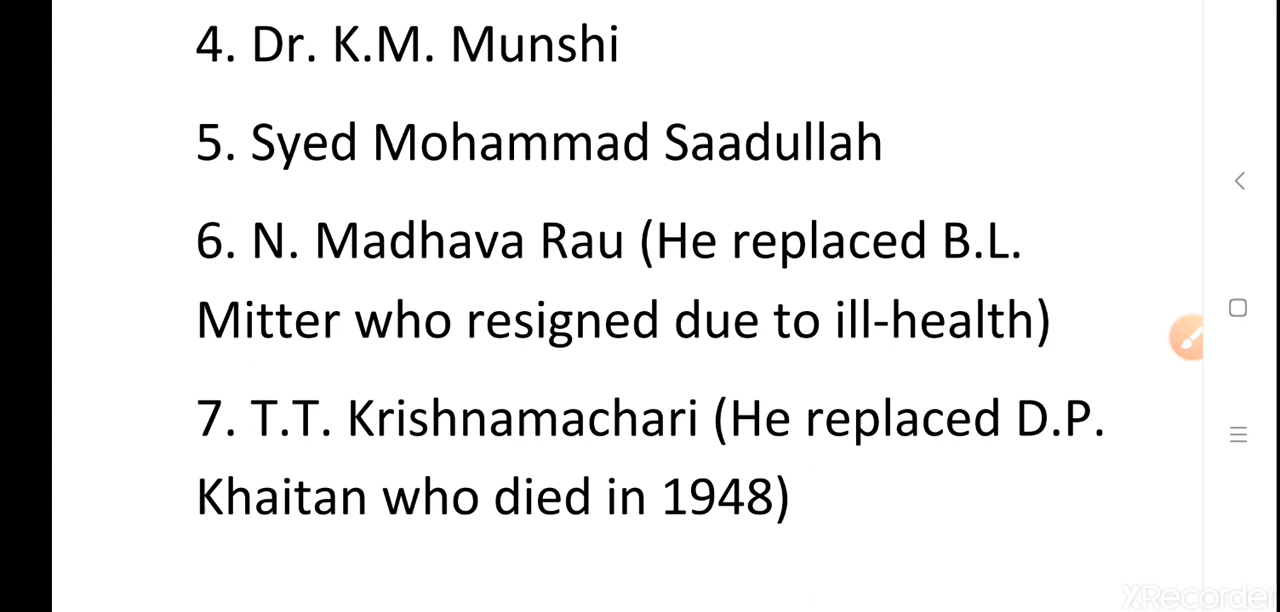 4. Dr. K.M. Munshi
5. Syed Mohammad Saadullah
6. N. Madhava Rau (He replaced B.L.
Mitter who resigned due to ill-health)
7. T.T. Krishnamachari (He replaced D.P.
Khaitan who died in 1948)
XRecorder